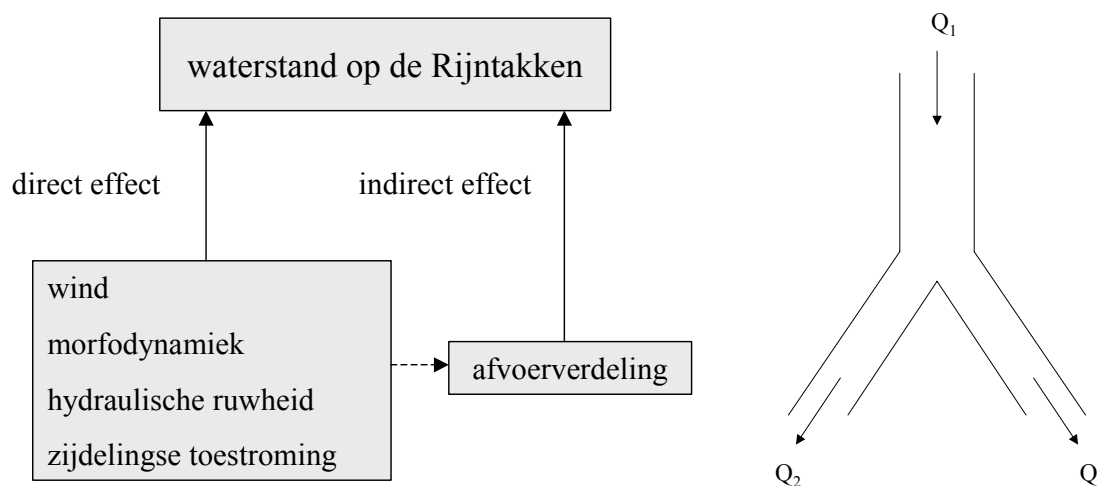 waterstand op de Rijntakken
direct effect
indirect effect
wind
morfodynamiek
hydraulische ruwheid
zijdelingse toestroming
afvoerverdeling
Q1
Q2
Q